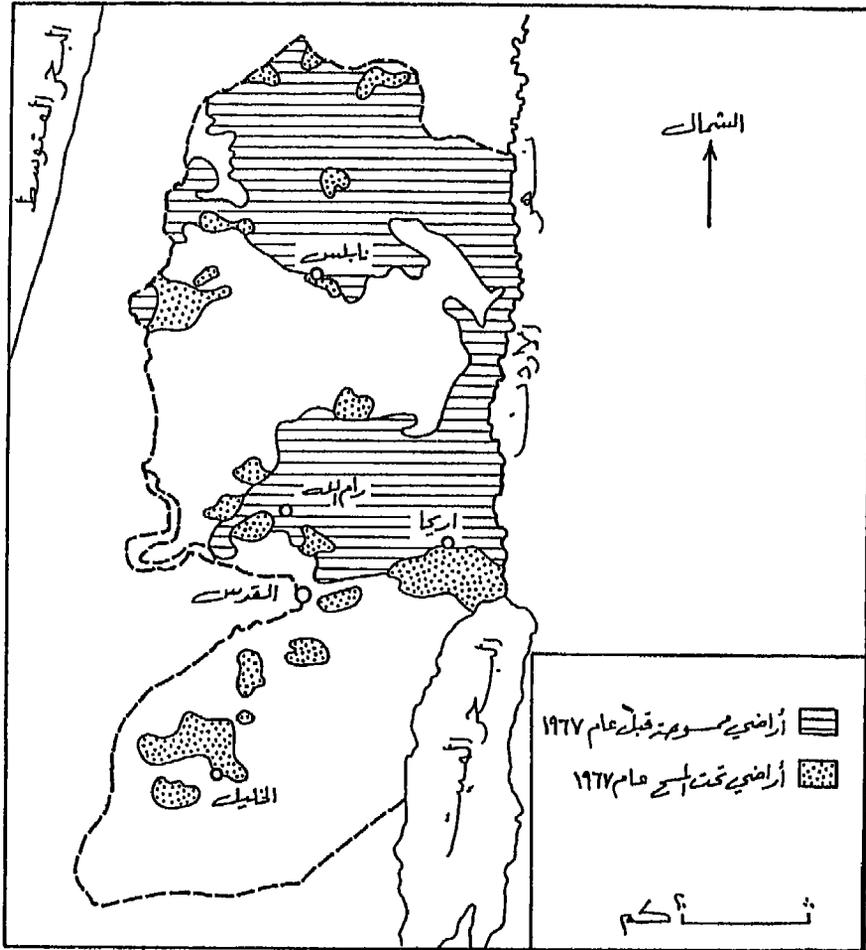 البحر المتوسط
الشمال
نهر
الأردن
نابلس
رام الله
اريحا
القدس
البحر الميت
الخليل
أراضي ممسوحة قبل عام ١٩٦٧
أراضي تحت المسح عام ١٩٦٧
كم